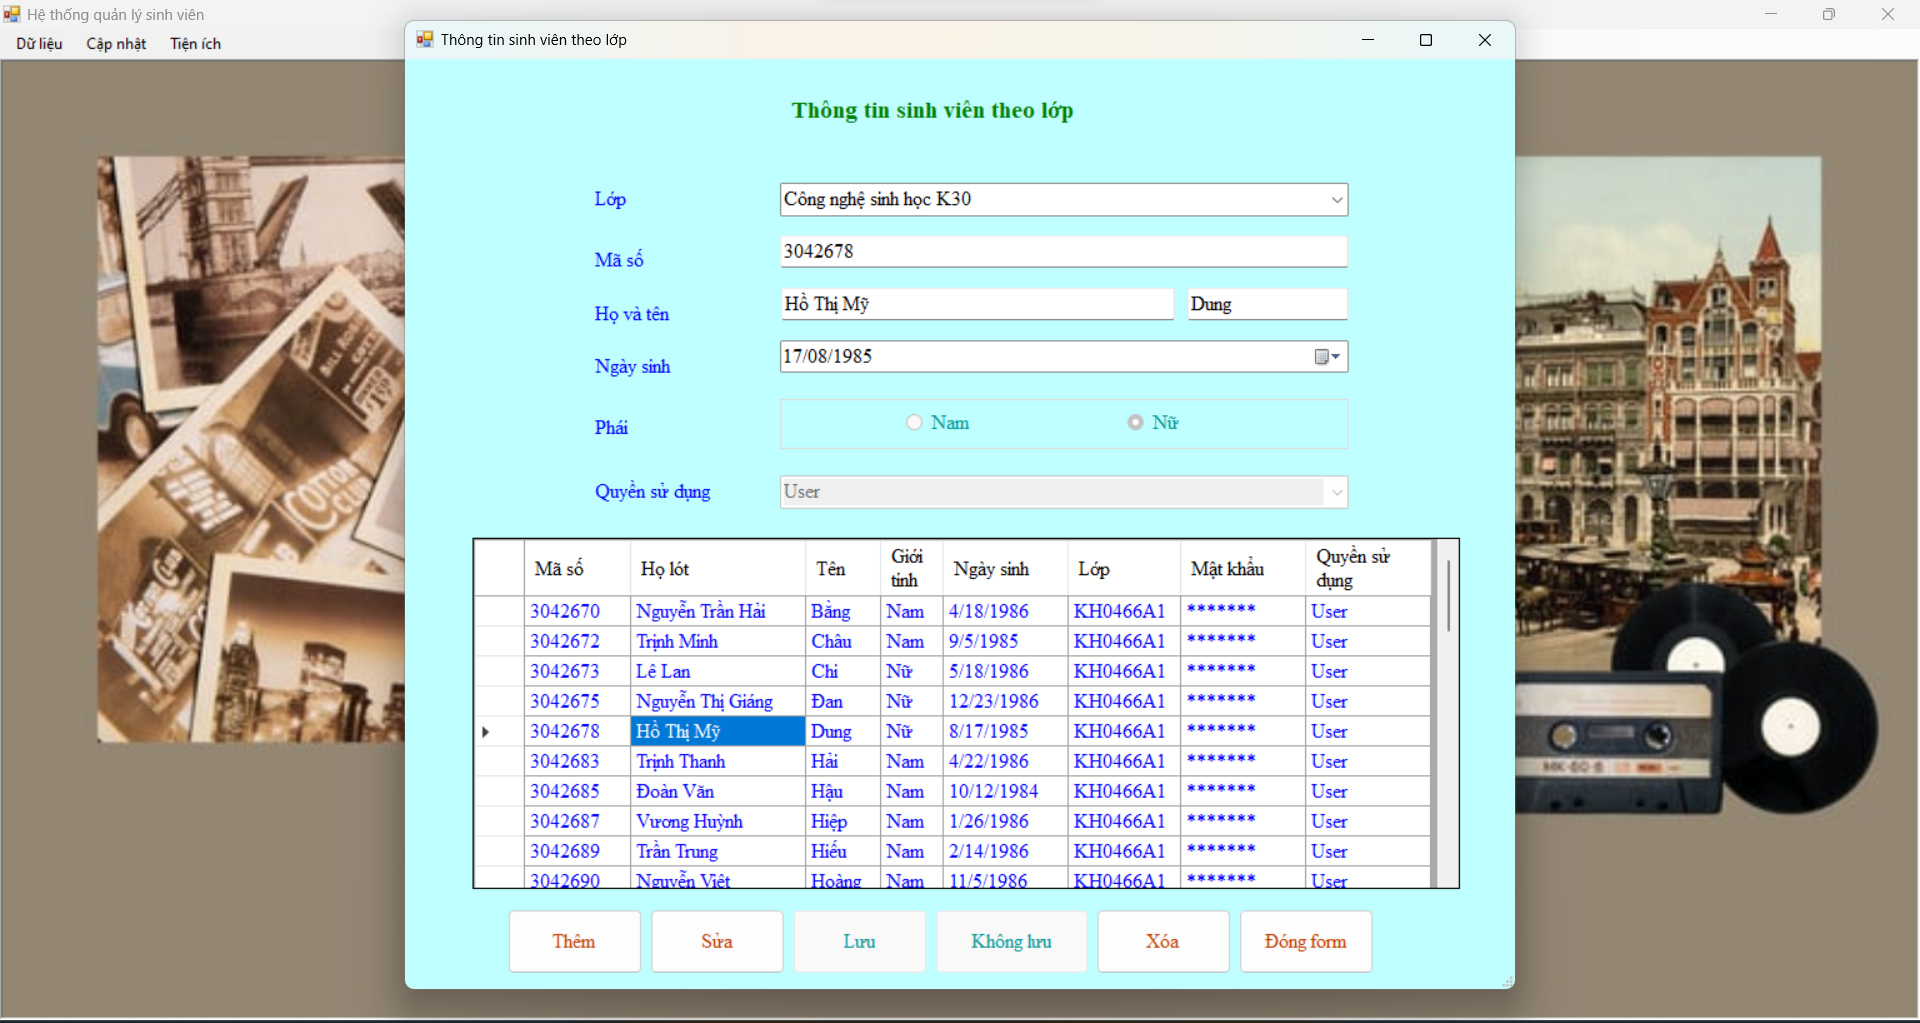 Hệ thống quản lý sinh viên
Dữ liệu Cập nhật Tiện ích
Thông tin sinh viên theo lớp
Thông tin sinh viên theo lớp
Lớp Công nghệ sinh học K30
Mã số 3042678
Họ và tên Hồ Thị Mỹ Dung
Ngày sinh 17/08/1985
Phái Nam Nữ
Quyền sử dụng User
Mã số Họ lót Tên Giới tính Ngày sinh Lớp Mật khẩu Quyền sử dụng
3042670 Nguyễn Trần Hải Bằng Nam 4/18/1986 KH0466A1 ******* User
3042672 Trịnh Minh Châu Nam 9/5/1985 KH0466A1 ******* User
3042673 Lê Lan Chi Nữ 5/18/1986 KH0466A1 ******* User
3042675 Nguyễn Thị Giáng Đan Nữ 12/23/1986 KH0466A1 ******* User
3042678 Hồ Thị Mỹ Dung Nữ 8/17/1985 KH0466A1 ******* User
3042683 Trịnh Thanh Hải Nam 4/22/1986 KH0466A1 ******* User
3042685 Đoàn Văn Hậu Nam 10/12/1984 KH0466A1 ******* User
3042687 Vương Huỳnh Hiệp Nam 1/26/1986 KH0466A1 ******* User
3042689 Trần Trung Hiếu Nam 2/14/1986 KH0466A1 ******* User
3042690 Nguyễn Việt Hoàng Nam 11/5/1986 KH0466A1 ******* User
Thêm Sửa Lưu Không lưu Xóa Đóng form
COTTON
CLUB